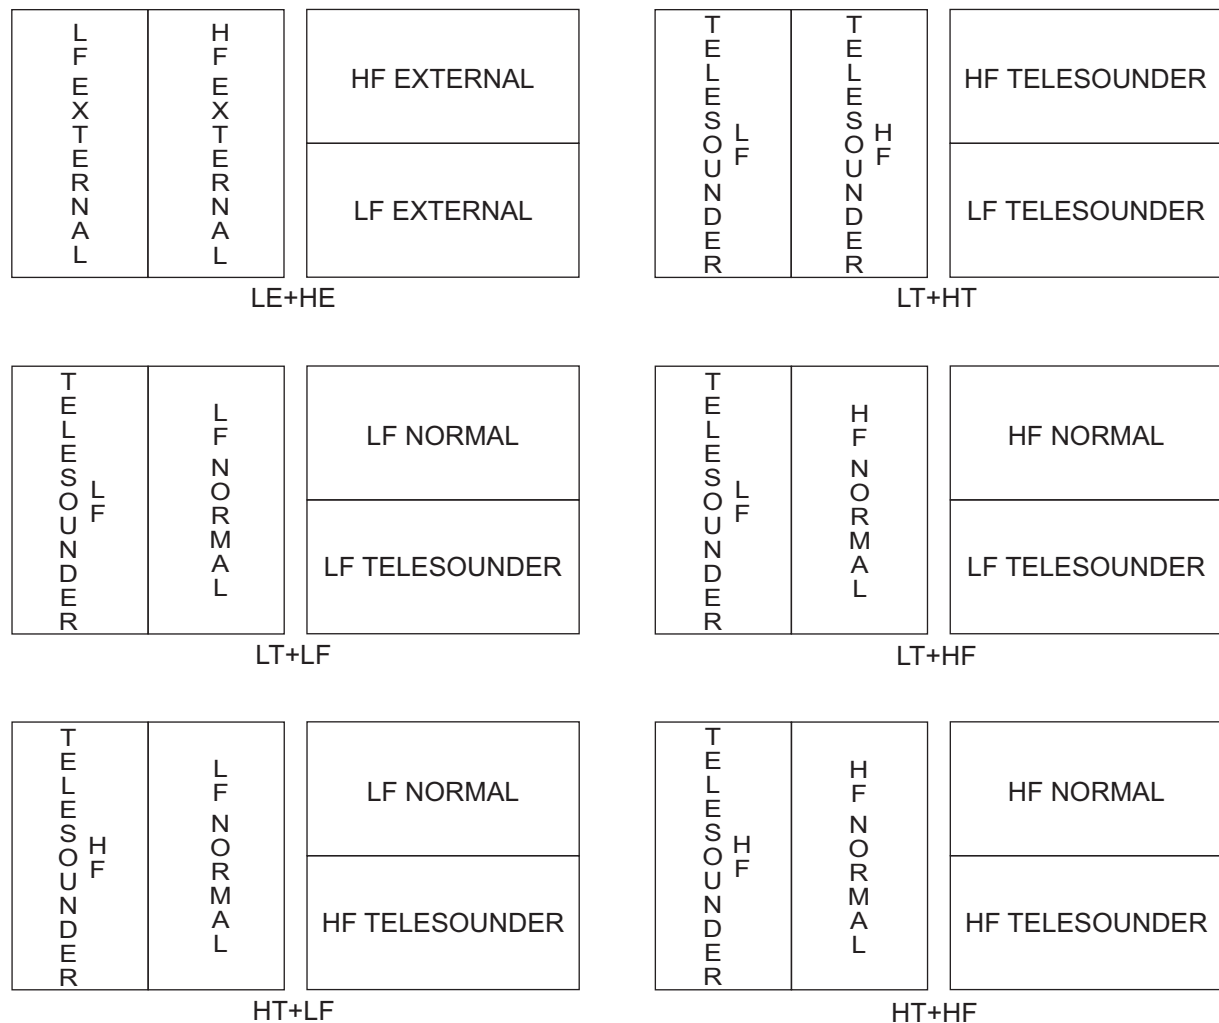 LF EXTERNAL
HF EXTERNAL
HF EXTERNAL
LF EXTERNAL
LE+HE
TELESOUNDER
LF
TELESOUNDER
HF
HF TELESOUNDER
LF TELESOUNDER
LT+HT
TELESOUNDER
LF
LF NORMAL
LF NORMAL
LF TELESOUNDER
LT+LF
TELESOUNDER
LF
HF NORMAL
HF NORMAL
LF TELESOUNDER
LT+HF
TELESOUNDER
HF
LF NORMAL
LF NORMAL
HF TELESOUNDER
HT+LF
TELESOUNDER
HF
HF NORMAL
HF NORMAL
HF TELESOUNDER
HT+HF